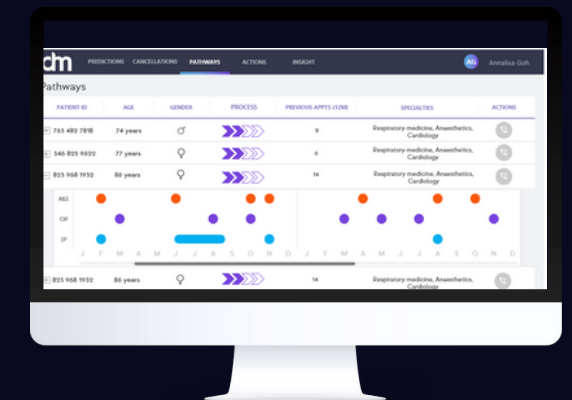 dm PREDICTIONS CANCELLATIONS PATHWAYS ACTIONS INSIGHT AG Annalisa Goh
Pathways
PATIENT ID AGE GENDER PROCESS PREVIOUS APPTS (12M) SPECIALTIES ACTIONS
765 482 7818 74 years 9 Respiratory medicine, Anaesthetics,
Cardiology
546 825 9602 77 years 6 Respiratory medicine, Anaesthetics,
Cardiology
825 968 1952 86 years 14 Respiratory medicine, Anaesthetics,
Cardiology
A&E
OP
IP
J F M A M J J A S O N D J F M A M J J A S O N D
825 968 1952 86 years 14 Respiratory medicine, Anaesthetics,
Cardiology